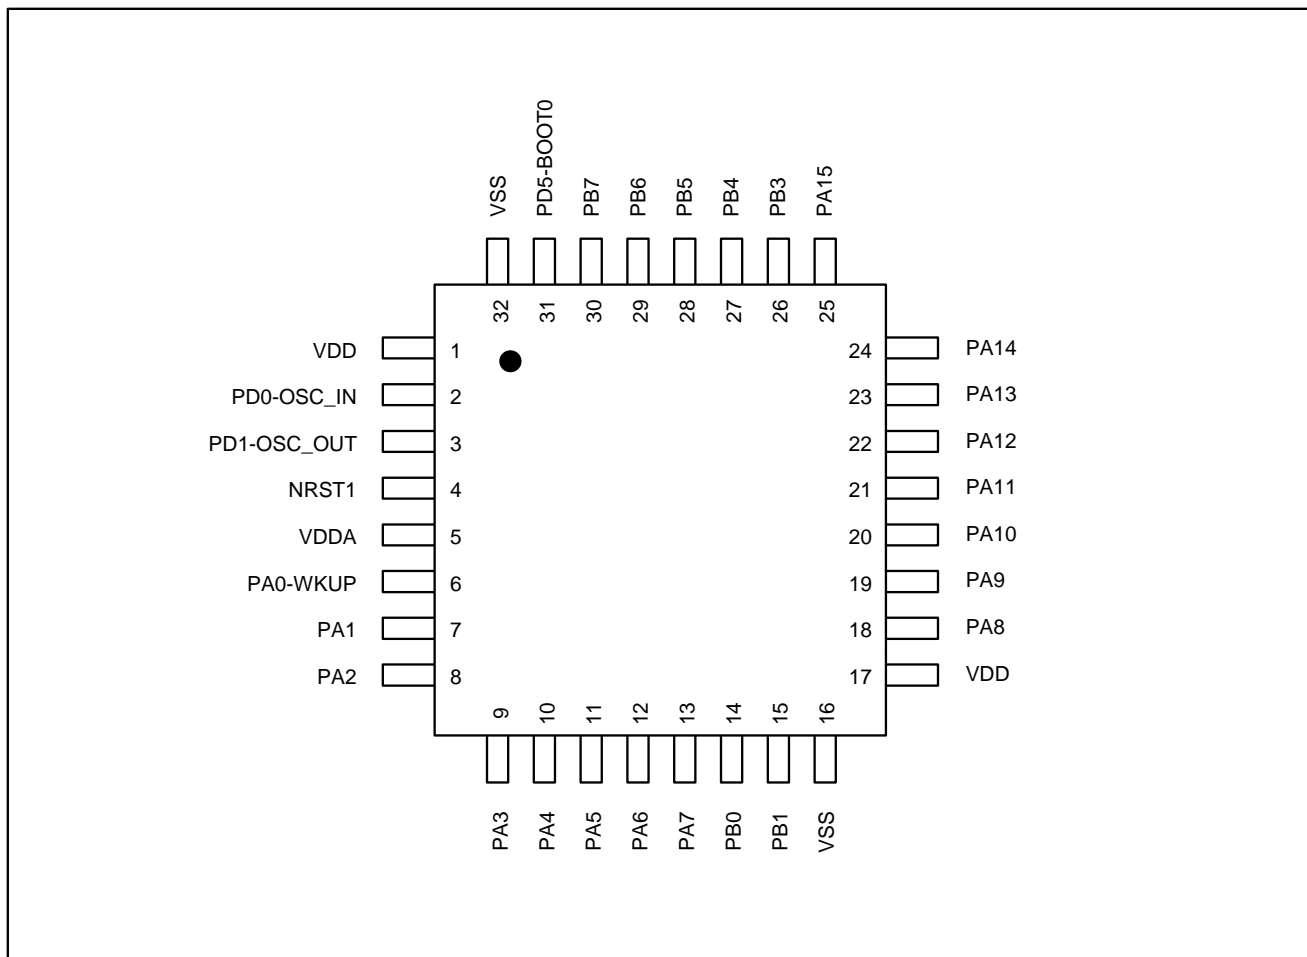 VSS
PD5-BOOT0
PB7
PB6
PB5
PB4
PB3
PA15
32
31
30
29
28
27
26
25
VDD 1 24 PA14
PD0-OSC_IN 2 23 PA13
PD1-OSC_OUT 3 22 PA12
NRST1 4 21 PA11
VDDA 5 20 PA10
PA0-WKUP 6 19 PA9
PA1 7 18 PA8
PA2 8 17 VDD
9
10
11
12
13
14
15
16
PA3
PA4
PA5
PA6
PA7
PB0
PB1
VSS